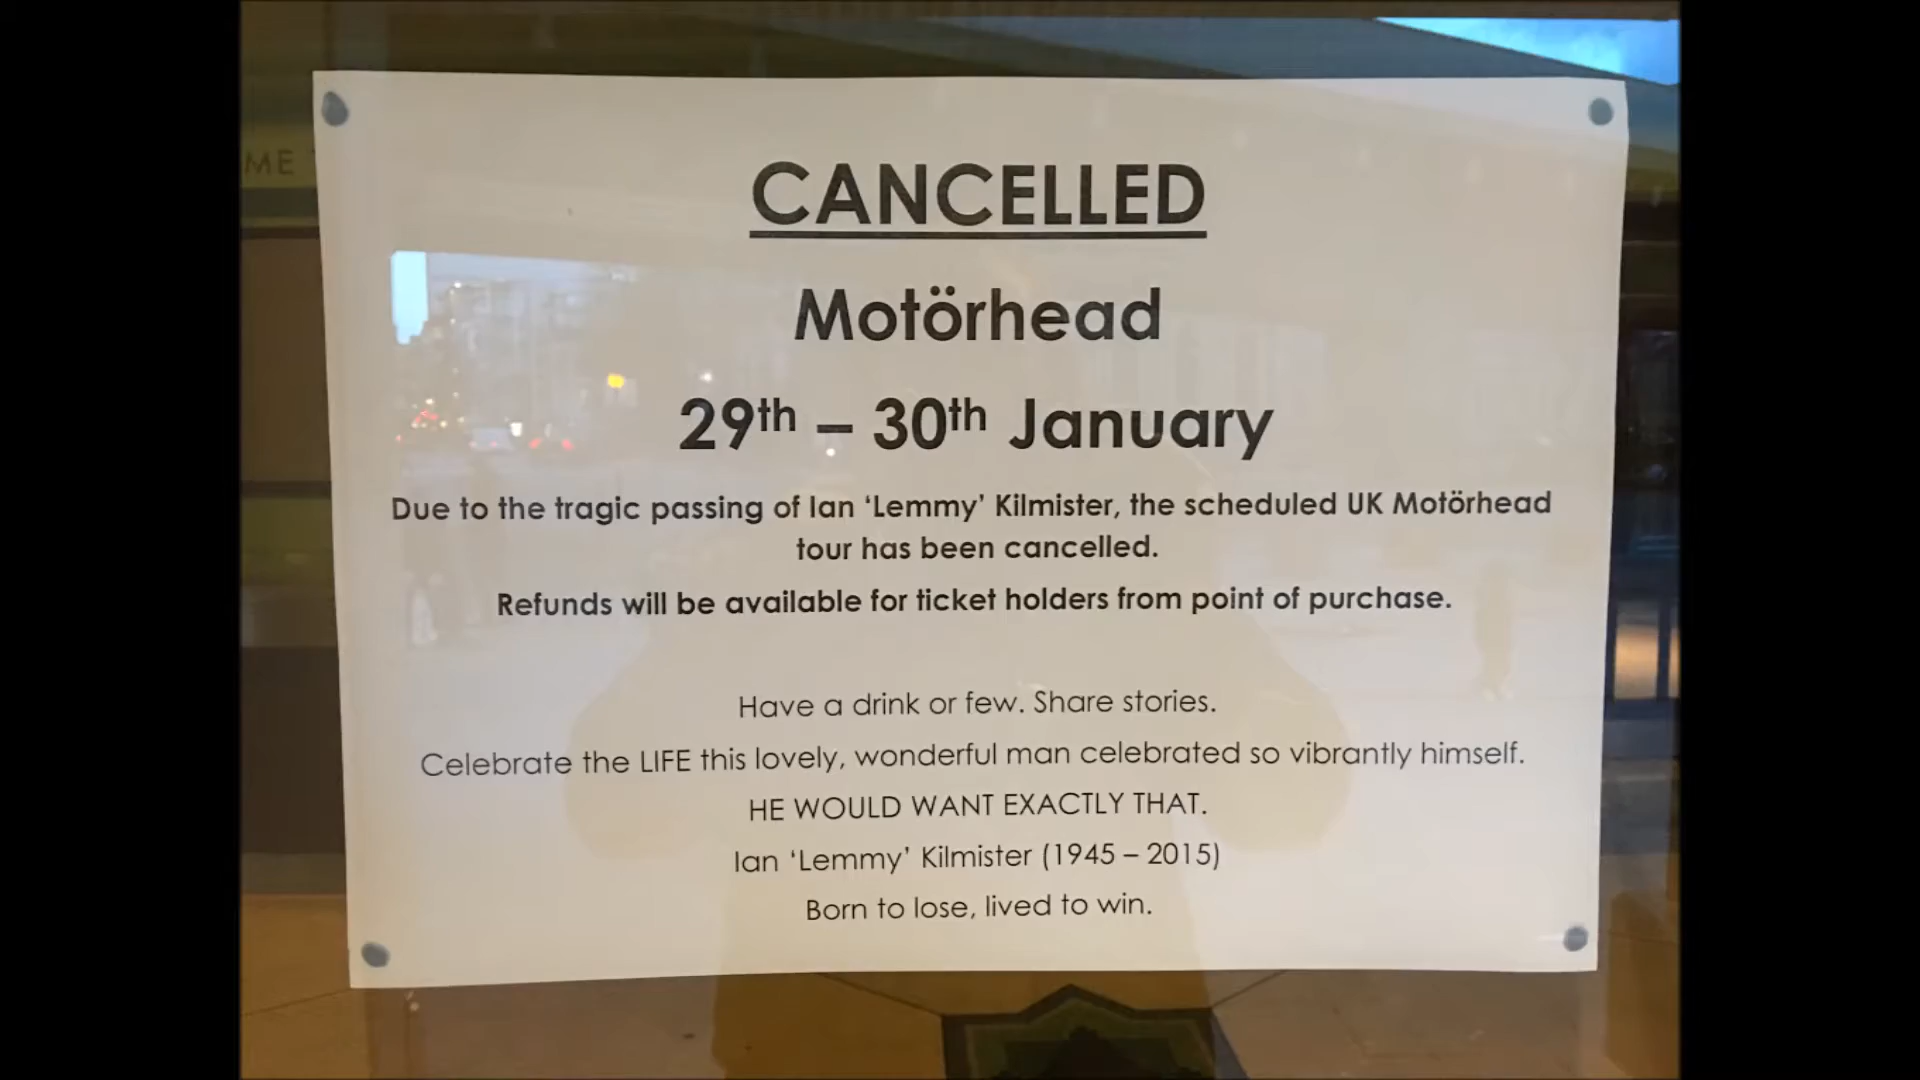 ME
CANCELLED
Motörhead
29th – 30th January
Due to the tragic passing of Ian ‘Lemmy’ Kilmister, the scheduled UK Motörhead
tour has been cancelled.
Refunds will be available for ticket holders from point of purchase.
Have a drink or few. Share stories.
Celebrate the LIFE this lovely, wonderful man celebrated so vibrantly himself.
HE WOULD WANT EXACTLY THAT.
Ian ‘Lemmy’ Kilmister (1945 – 2015)
Born to lose, lived to win.